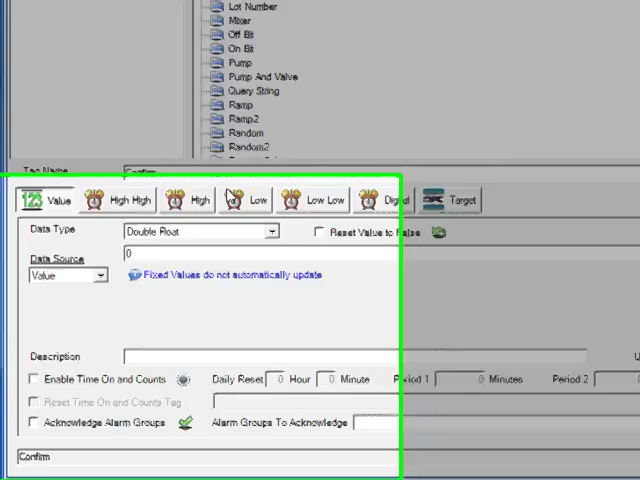 Lot Number
Mixer
Off Bit
On Bit
Pump
Pump And Valve
Query String
Ramp
Ramp2
Random
Random2
Tag Name Confirm
123 Value High High High Low Low Low Digital Target
Data Type Double Float Reset Value to False
Data Source 0
Value Fixed Values do not automatically update
Description U
Enable Time On and Counts Daily Reset 0 Hour 0 Minute Period 1 0 Minutes Period 2 0
Reset Time On and Counts Tag
Acknowledge Alarm Groups Alarm Groups To Acknowledge
Confirm